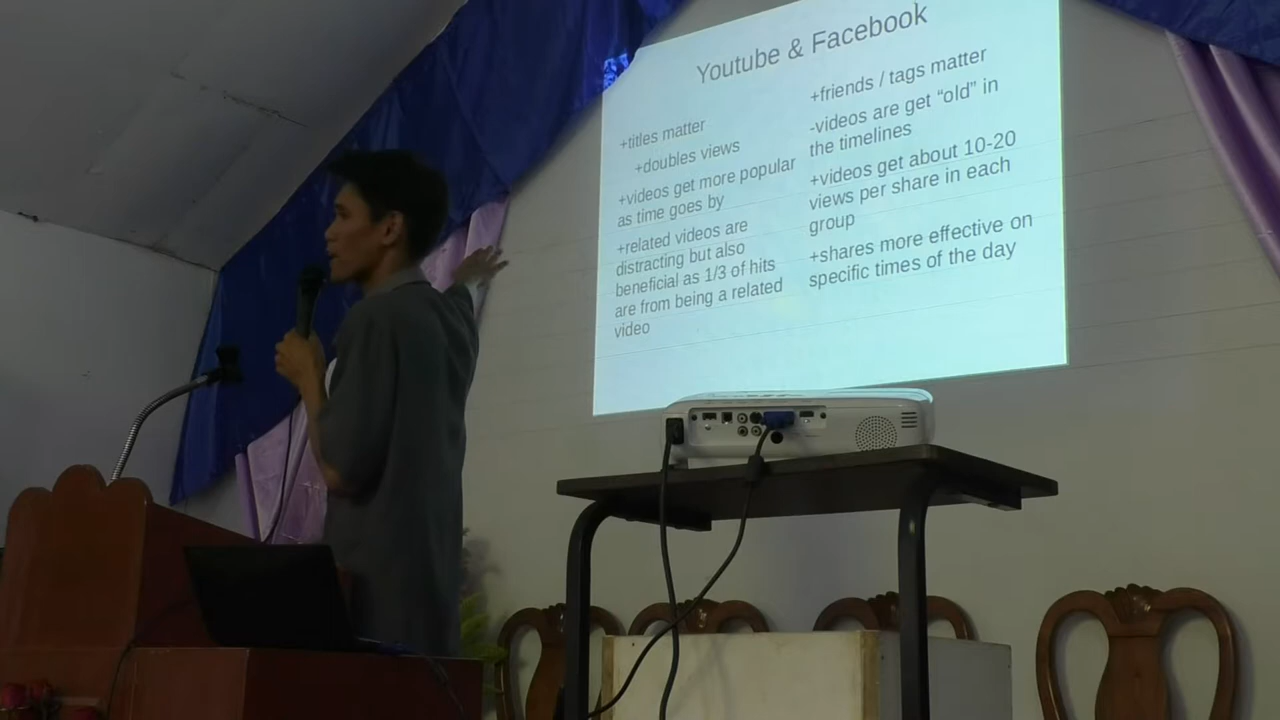 Youtube & Facebook
+titles matter
+doubles views
+videos get more popular
as time goes by
+related videos are
distracting but also
beneficial as 1/3 of hits
are from being a related
video
+friends / tags matter
-videos are get “old” in
the timelines
+videos get about 10-20
views per share in each
group
+shares more effective on
specific times of the day